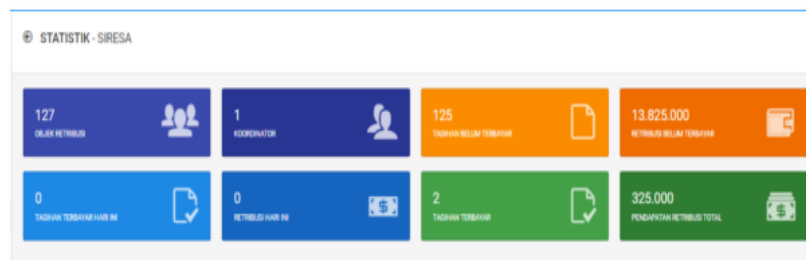 STATISTIK - SIRESA
127
OBJEK RETRIBUSI
1
KOORDINATOR
125
TAGIHAN BELUM TERBAYAR
13.825.000
RETRIBUSI BELUM TERBAYAR
0
TAGIHAN TERBAYAR HARI INI
0
RETRIBUSI HARI INI
2
TAGIHAN TERBAYAR
325.000
PENDAPATAN RETRIBUSI TOTAL